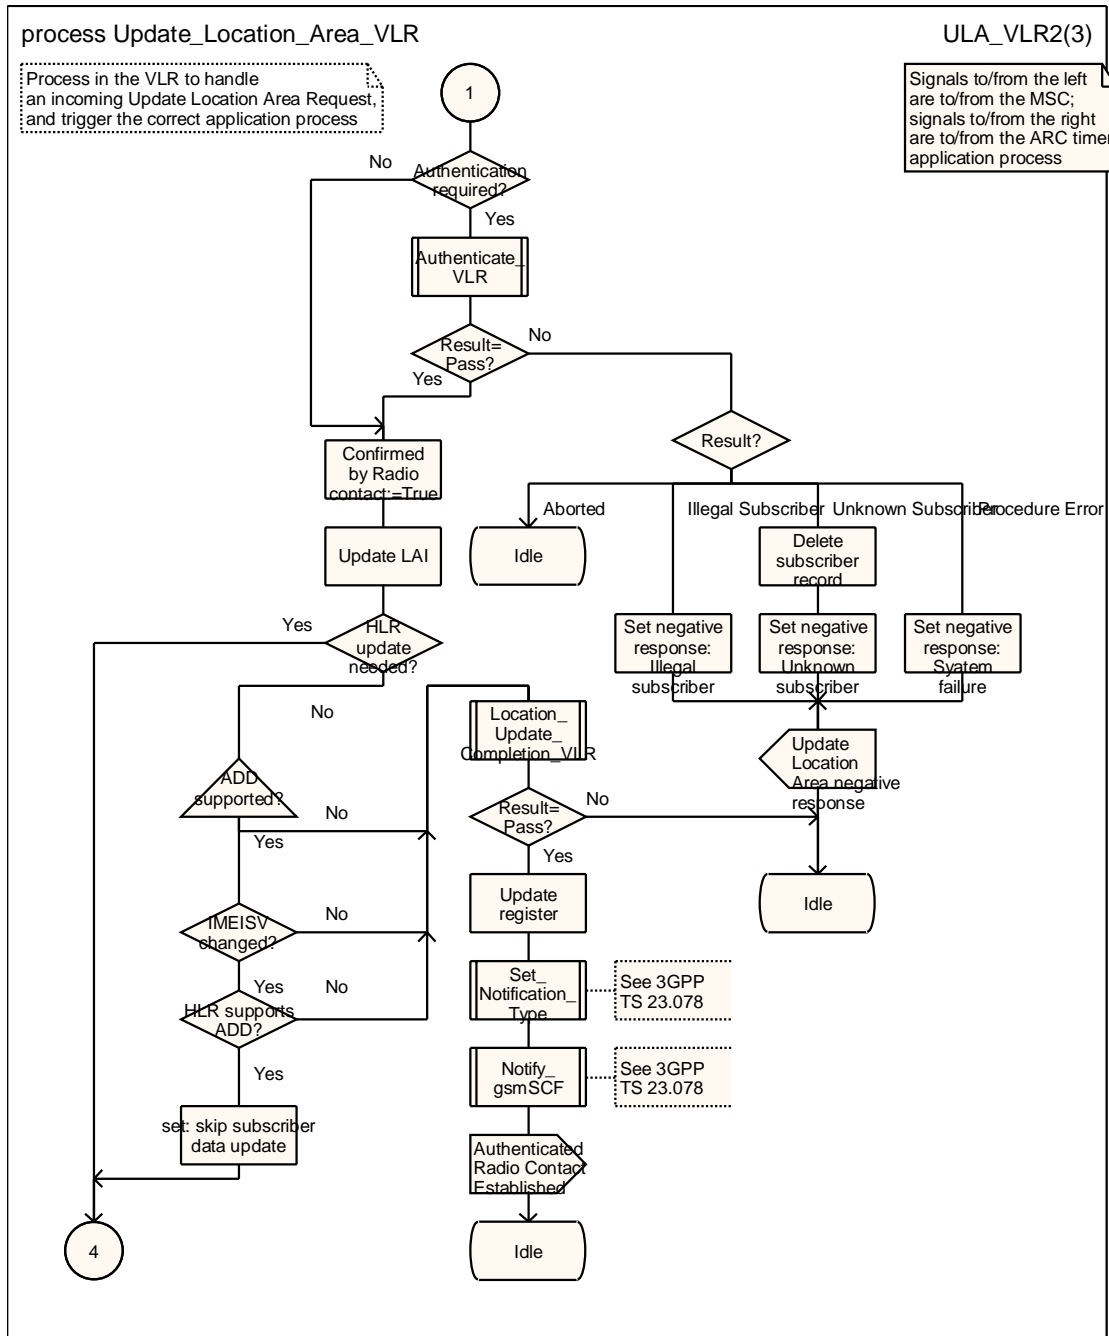 process Update_Location_Area_VLR
ULA_VLR2(3)
Process in the VLR to handle
an incoming Update Location Area Request,
and trigger the correct application process
Signals to/from the left
are to/from the MSC;
signals to/from the right
are to/from the ARC timer
application process
1
No
Authentication
required?
Yes
Authenticate_
VLR
No
Result=
Pass?
Yes
Result?
Confirmed
by Radio
contact:=True
Aborted
Illegal Subscriber
Unknown Subscriber
Procedure Error
Update LAI
Idle
Delete
subscriber
record
Yes
HLR
update
needed?
No
Set negative
response:
Illegal
subscriber
Set negative
response:
Unknown
subscriber
Set negative
response:
System
failure
Location_
Update_
Completion_VLR
Update
Location
Area negative
response
ADD
supported?
No
Yes
Result=
Pass?
No
Yes
Update
register
Idle
IMEISV
changed?
No
Yes
Set_
Notification_
Type
See 3GPP
TS 23.078
HLR supports
ADD?
No
Yes
Notify_
gsmSCF
See 3GPP
TS 23.078
set: skip subscriber
data update
Authenticated
Radio Contact
Established
4
Idle